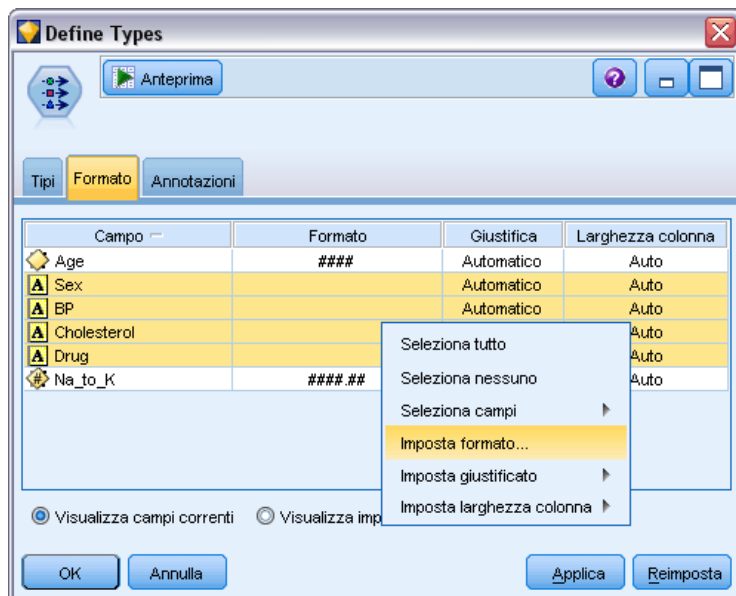 Define Types
Anteprima
Tipi Formato Annotazioni
Campo Formato Giustifica Larghezza colonna
Age #### Automatico Auto
A Sex Automatico Auto
A BP Automatico Auto
A Cholesterol Auto
A Drug Auto
# Na_to_K ####.## Auto
Seleziona tutto
Seleziona nessuno
Seleziona campi
Imposta formato...
Imposta giustificato
Imposta larghezza colonna
Visualizza campi correnti Visualizza imp
OK Annulla Applica Reimposta